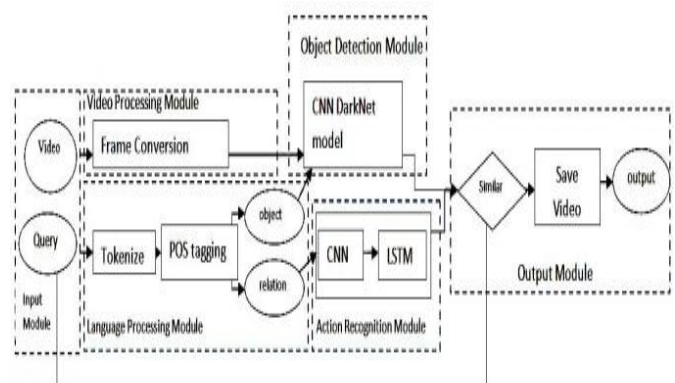 Object Detection Module
Video Processing Module
CNN DarkNet
model
Video
Frame Conversion
Similar
Save
Video
output
object
Query
Tokenize
POS tagging
CNN
LSTM
relation
Output Module
Input
Module
Language Processing Module
Action Recognition Module